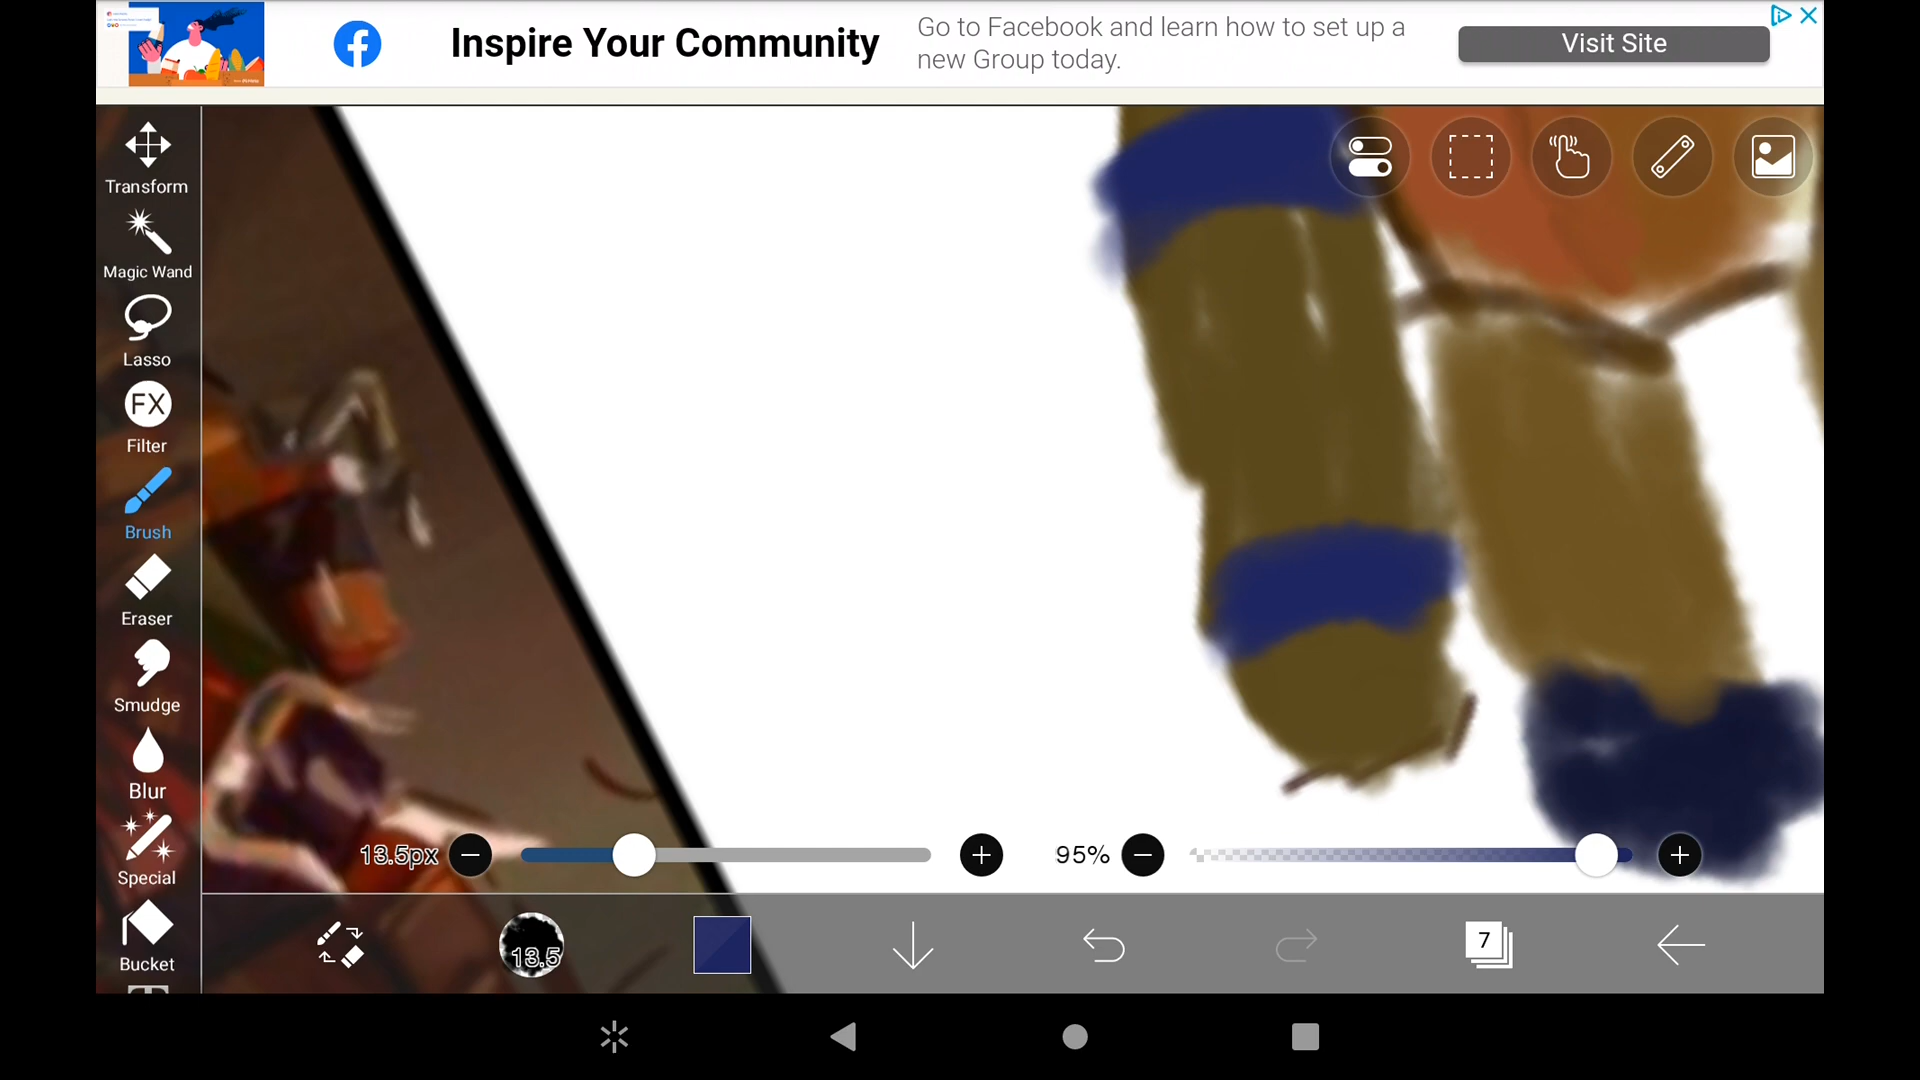 Inspire Your Community
Go to Facebook and learn how to set up a
new Group today.
Visit Site
Transform
Magic Wand
Lasso
FX
Filter
Brush
Eraser
Smudge
Blur
Special
Bucket
13.5px
95%
13.5
7